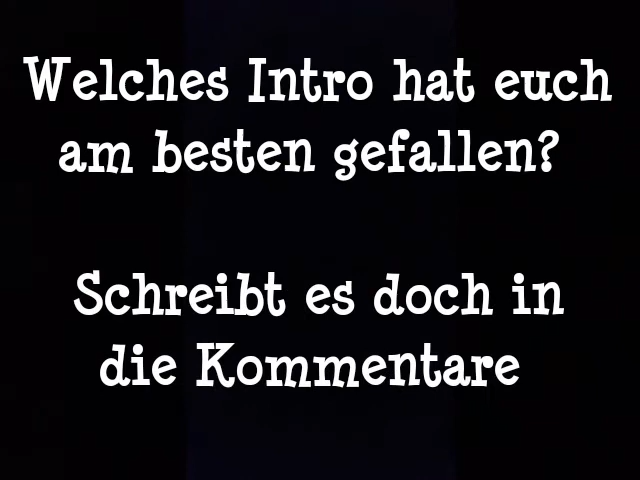 Welches Intro hat euch
am besten gefallen?
Schreibt es doch in
die Kommentare